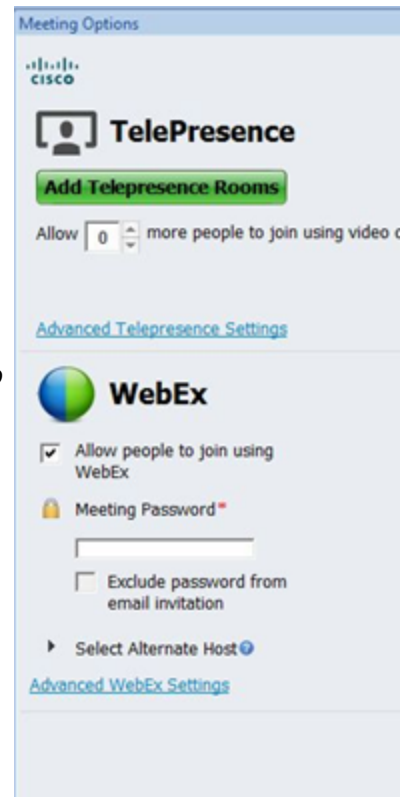 Meeting Options
CISCO
TelePresence
Add Telepresence Rooms
Allow 0 more people to join using video
Advanced Telepresence Settings
WebEx
Allow people to join using
WebEx
Meeting Password*
Exclude password from
email invitation
Select Alternate Host
Advanced WebEx Settings